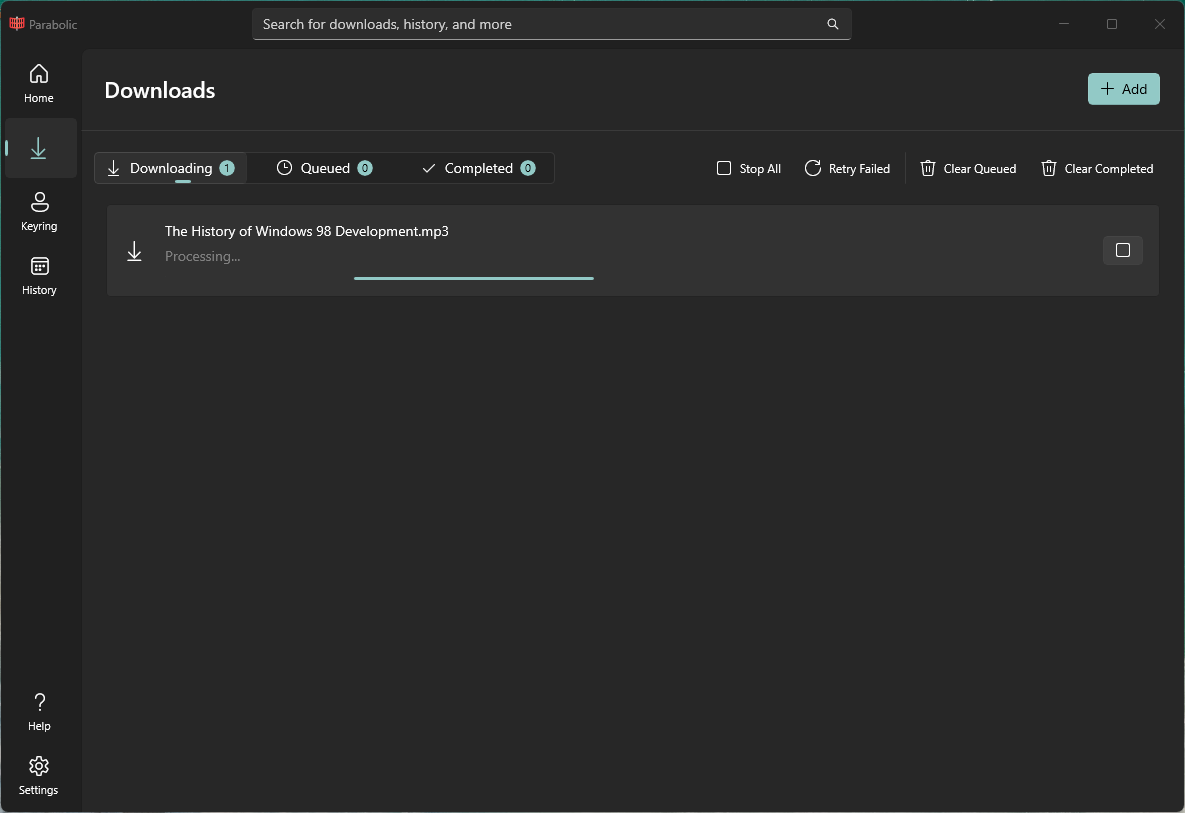 Parabolic
Search for downloads, history, and more
Home
Downloads
Add
Downloading 1
Queued 0
Completed 0
Stop All
Retry Failed
Clear Queued
Clear Completed
Keyring
The History of Windows 98 Development.mp3
Processing...
History
Help
Settings